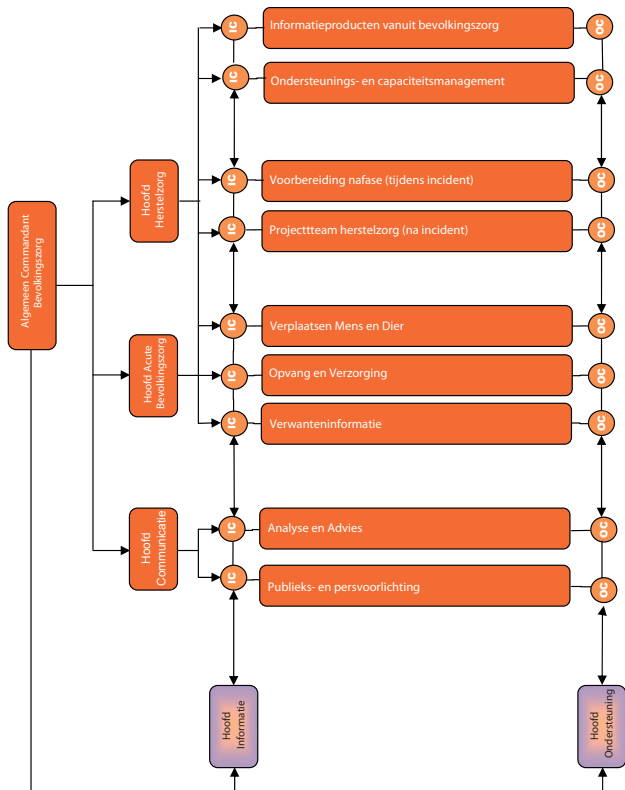 Algemeen Commandant
Bevolkingszorg
Hoofd
Communicatie
Hoofd Acute
Bevolkingszorg
Hoofd
Herstelzorg
IC
Informatieproducten vanuit bevolkingszorg
OC
IC
Ondersteunings- en capaciteitsmanagement
OC
IC
Voorbereiding nafase (tijdens incident)
OC
IC
Projecttteam herstelzorg (na incident)
OC
IC
Verplaatsen Mens en Dier
OC
IC
Opvang en Verzorging
OC
IC
Verwanteninformatie
OC
IC
Analyse en Advies
OC
IC
Publieks- en persvoorlichting
OC
Hoofd
Informatie
Hoofd
Ondersteuning